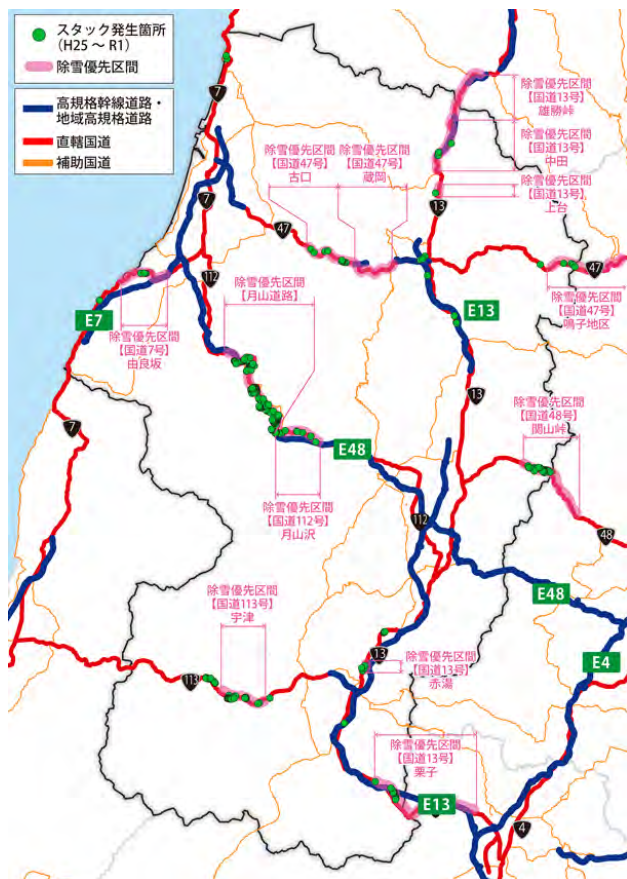 スタック発生箇所
(H25 ～ R1)
除雪優先区間
高規格幹線道路・
地域高規格道路
直轄国道
補助国道
7
除雪優先区間
【国道13号】
雄勝峠
除雪優先区間
【国道13号】
中田
除雪優先区間
【国道13号】
上台
除雪優先区間
【国道47号】
古口
除雪優先区間
【国道47号】
蔵岡
7
13
47
47
112
除雪優先区間
【月山道路】
E13
除雪優先区間
【国道47号】
鳴子地区
E7
除雪優先区間
【国道7号】
由良坂
13
除雪優先区間
【国道48号】
関山峠
7
E48
除雪優先区間
【国道112号】
月山沢
112
48
E48
除雪優先区間
【国道113号】
宇津
13
除雪優先区間
【国道13号】
赤湯
E4
113
除雪優先区間
【国道13号】
栗子
E13
4